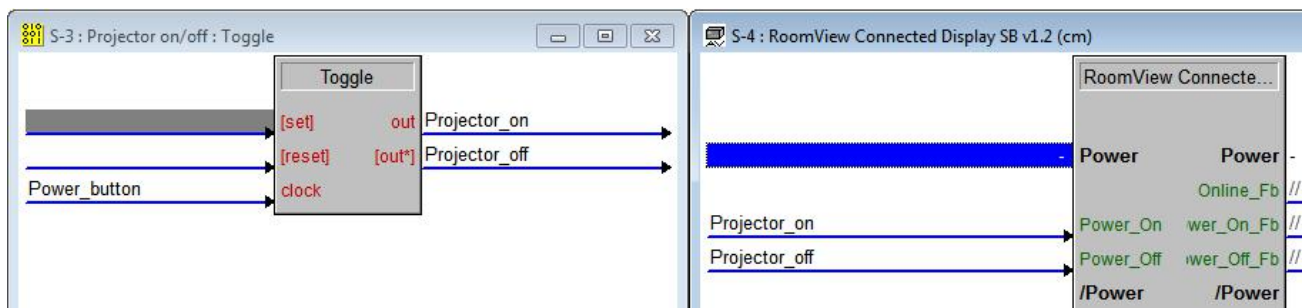 S-3 : Projector on/off : Toggle
Toggle
[set] out Projector_on
[reset] [out*] Projector_off
Power_button clock
S-4 : RoomView Connected Display SB v1.2 (cm)
RoomView Connecte...
- Power Power -
Online_Fb //
Projector_on Power_On wer_On_Fb //
Projector_off Power_Off wer_Off_Fb //
/Power /Power